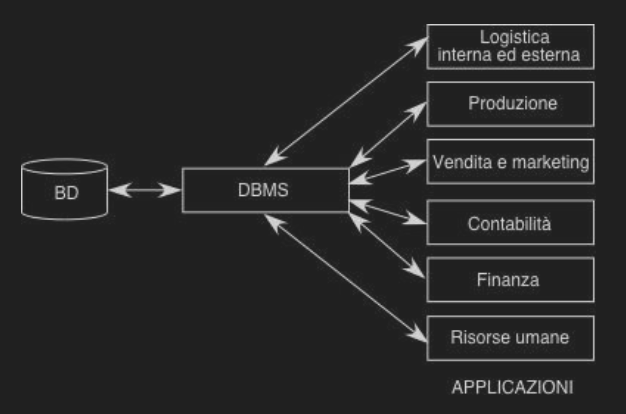 Logistica
interna ed esterna
Produzione
Vendita e marketing
BD
DBMS
Contabilità
Finanza
Risorse umane
APPLICAZIONI